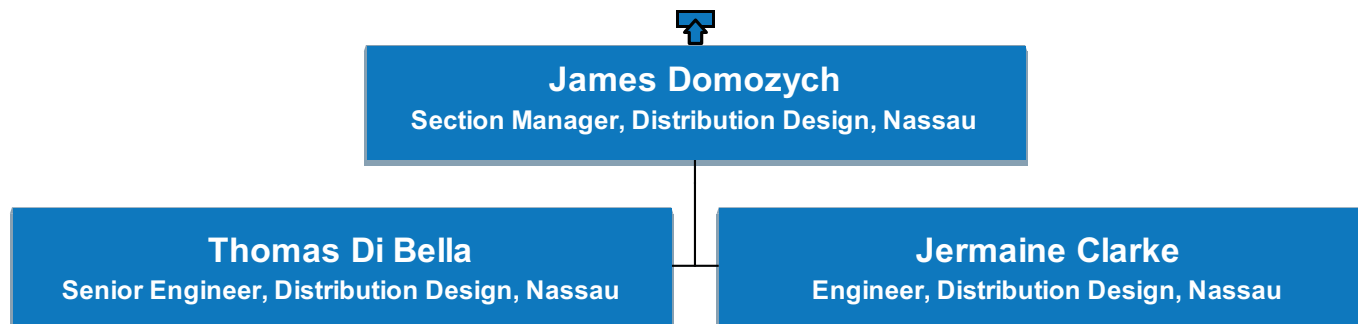 James Domozych
Section Manager, Distribution Design, Nassau
Thomas Di Bella
Senior Engineer, Distribution Design, Nassau
Jermaine Clarke
Engineer, Distribution Design, Nassau